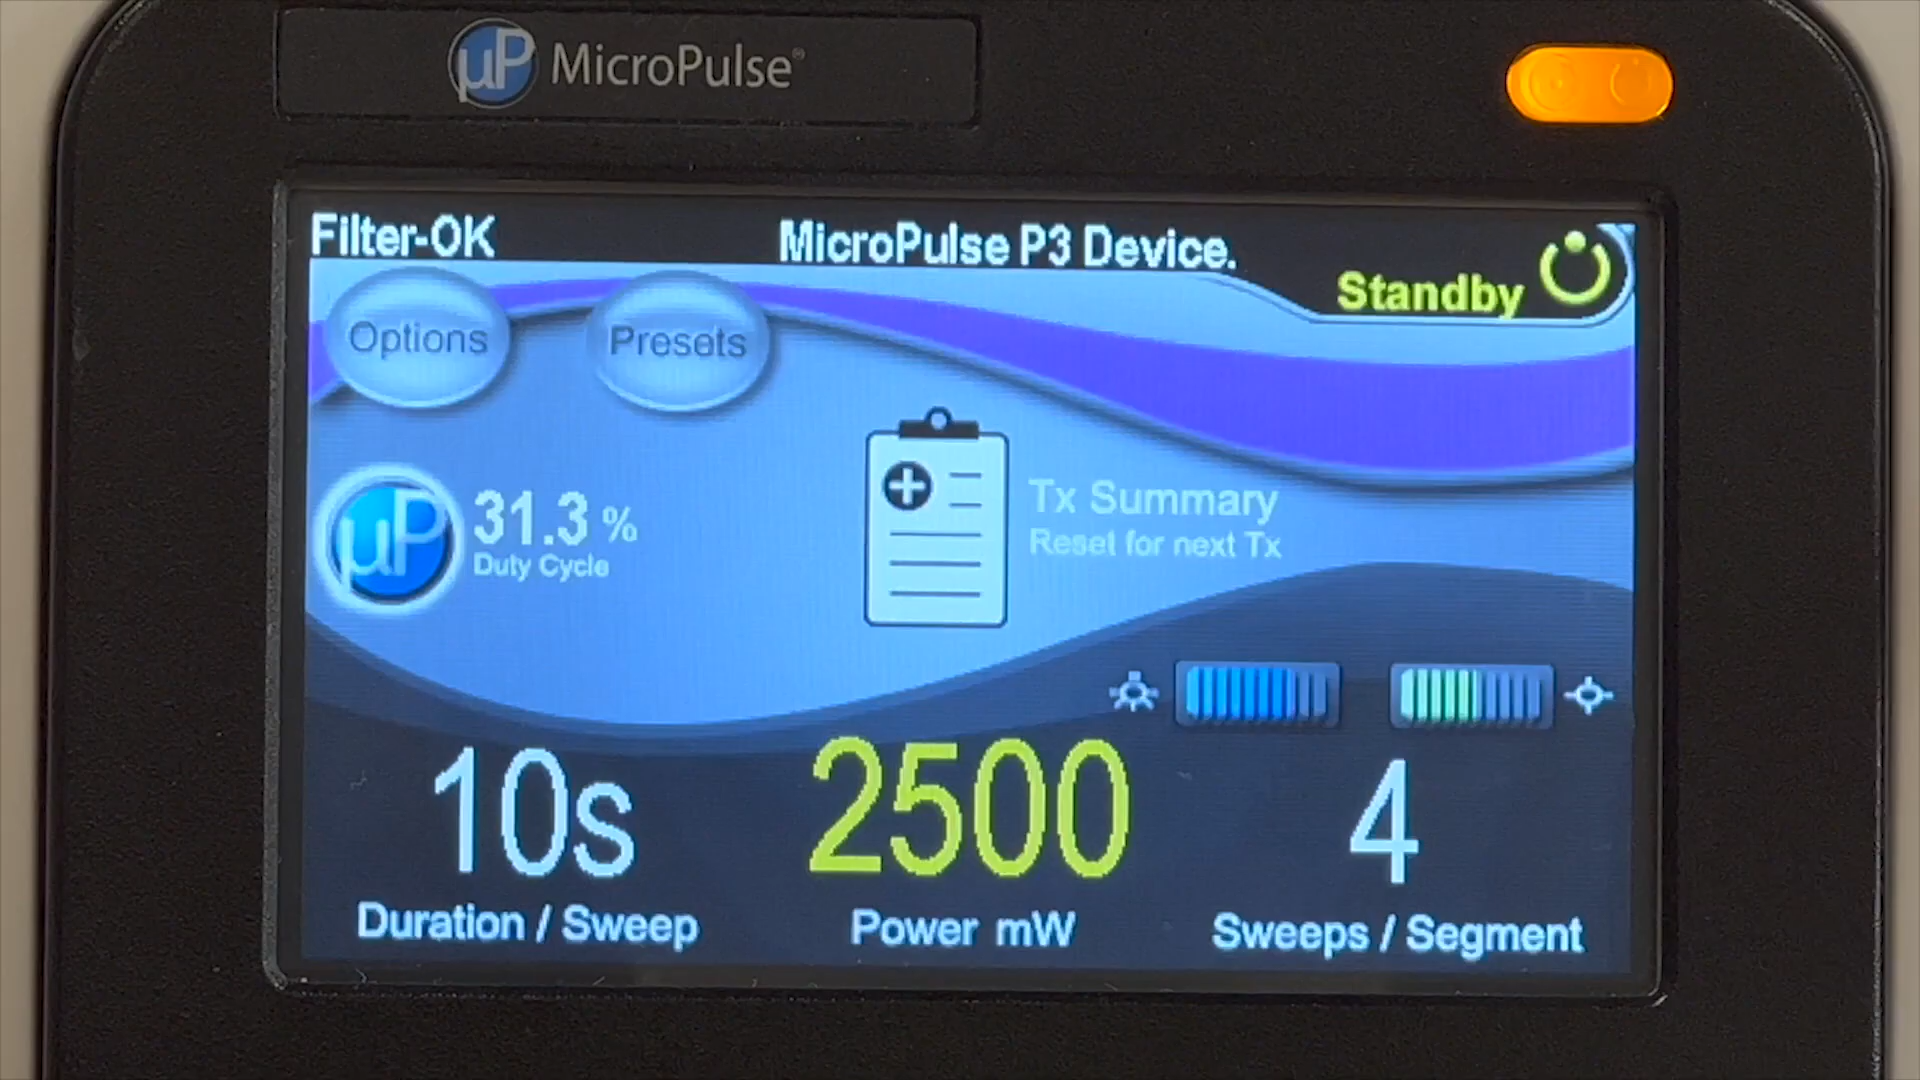 µP MicroPulse®
Filter-OK
MicroPulse P3 Device.
Standby
Options
Presets
µP
31.3 %
Duty Cycle
Tx Summary
Reset for next Tx
10s
2500
4
Duration / Sweep
Power mW
Sweeps / Segment